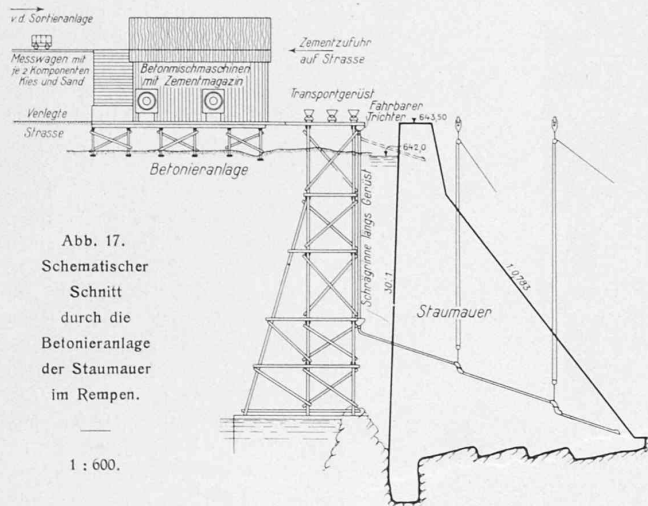 v.d. Sortieranlage
Messwagen mit
je 2 Komponenten
Kies und Sand
Betonmischmaschinen
mit Zementmagazin
Zementzufuhr
auf Strasse
Transportgerüst
Fahrbarer
Trichter
643,50
Verlegte
Strasse
642,0
Betonieranlage
Schrägrinne längs Gerüst
30:1
Staumauer
1:0,783
Abb. 17.
Schematischer
Schnitt
durch die
Betonieranlage
der Staumauer
im Rempen.
1 : 600.